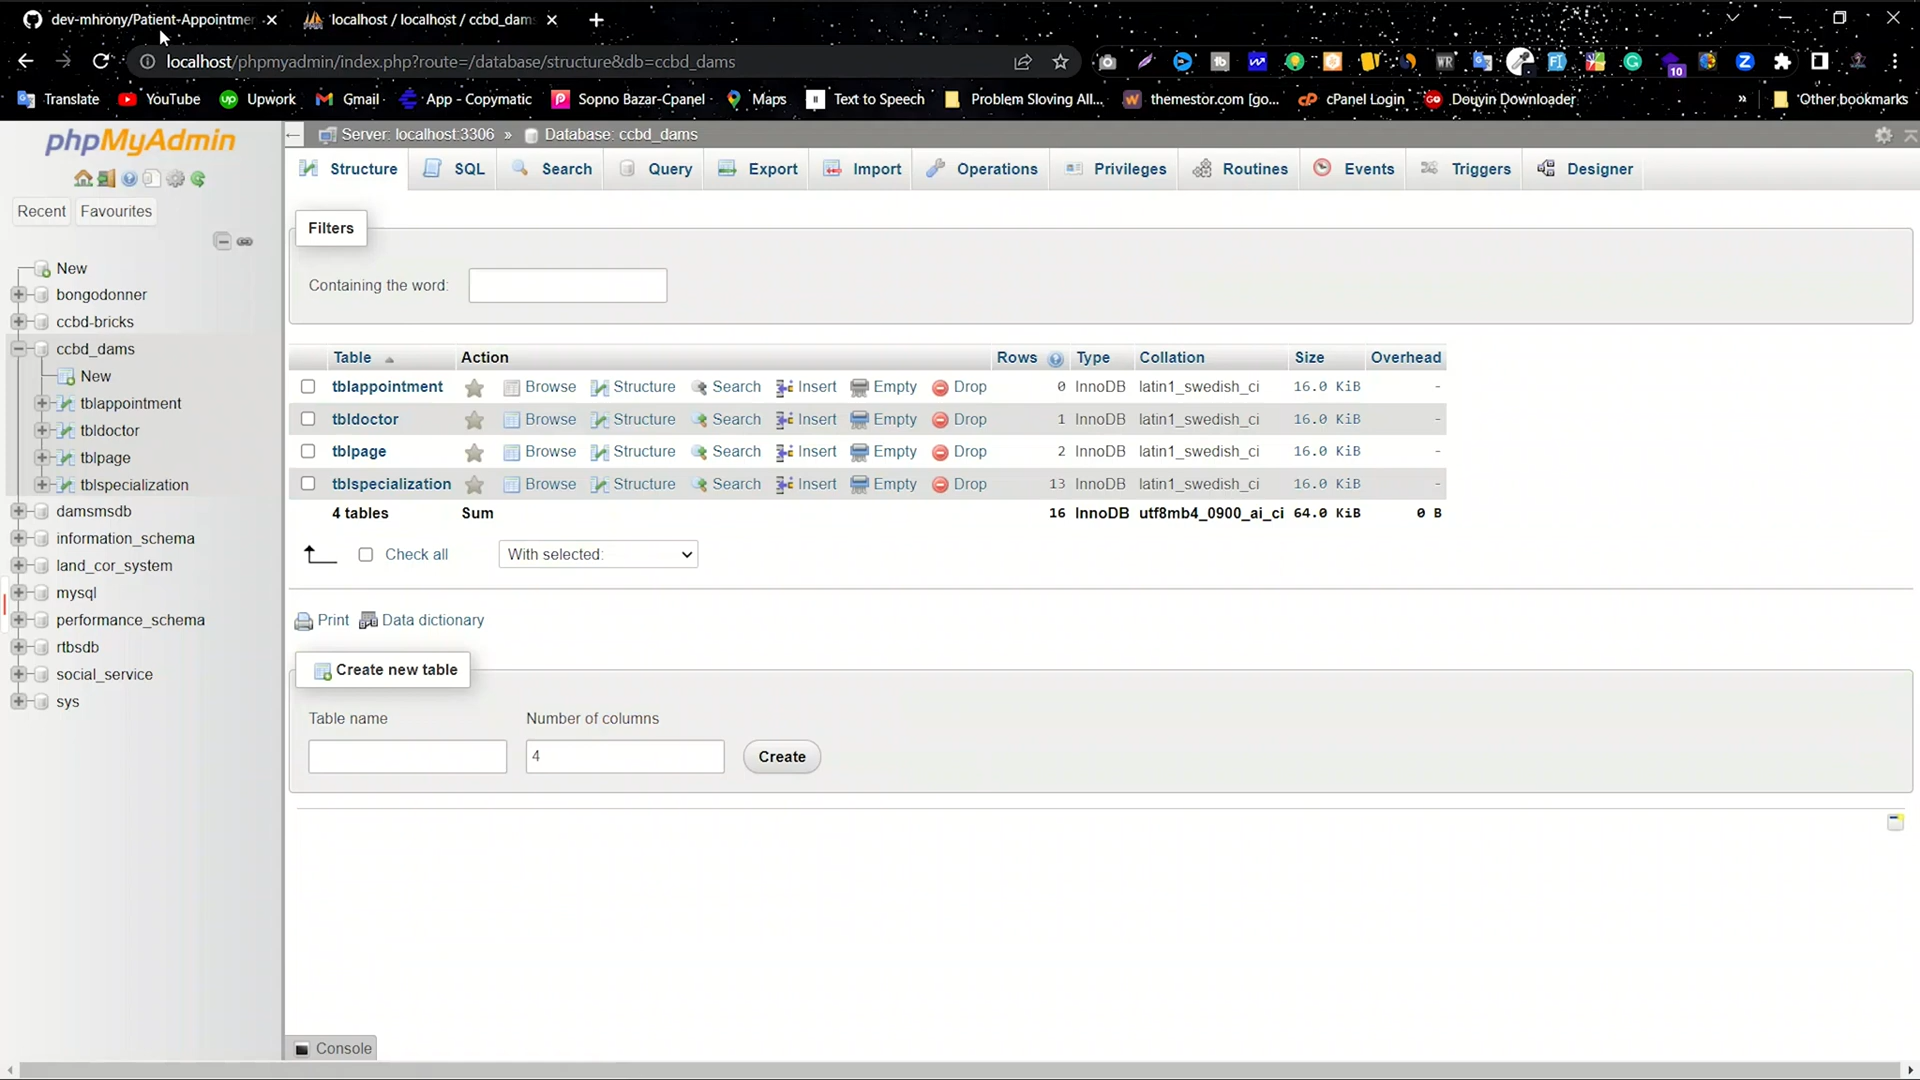 dev-mhrony/Patient-Appointmer
localhost / localhost / ccbd_dams
localhost/phpmyadmin/index.php?route=/database/structure&db=ccbd_dams
10
Translate YouTube Upwork Gmail App - Copymatic Sopno Bazar-Cpanel Maps Text to Speech Problem Sloving All... themestor.com [go... cPanel Login Douyin Downloader » Other bookmarks
phpMyAdmin
Recent Favourites
New
bongodonner
ccbd-bricks
ccbd_dams
New
tblappointment
tbldoctor
tblpage
tblspecialization
damsmsdb
information_schema
land_cor_system
mysql
performance_schema
rtbsdb
social_service
sys
Server: localhost:3306 » Database: ccbd_dams
Structure SQL Search Query Export Import Operations Privileges Routines Events Triggers Designer
Filters
Containing the word:
Table Action Rows Type Collation Size Overhead
tblappointment Browse Structure Search Insert Empty Drop 0 InnoDB latin1_swedish_ci 16.0 KiB -
tbldoctor Browse Structure Search Insert Empty Drop 1 InnoDB latin1_swedish_ci 16.0 KiB -
tblpage Browse Structure Search Insert Empty Drop 2 InnoDB latin1_swedish_ci 16.0 KiB -
tblspecialization Browse Structure Search Insert Empty Drop 13 InnoDB latin1_swedish_ci 16.0 KiB -
4 tables Sum 16 InnoDB utf8mb4_0900_ai_ci 64.0 KiB 0 B
Check all With selected:
Print Data dictionary
Create new table
Table name Number of columns
4 Create
Console